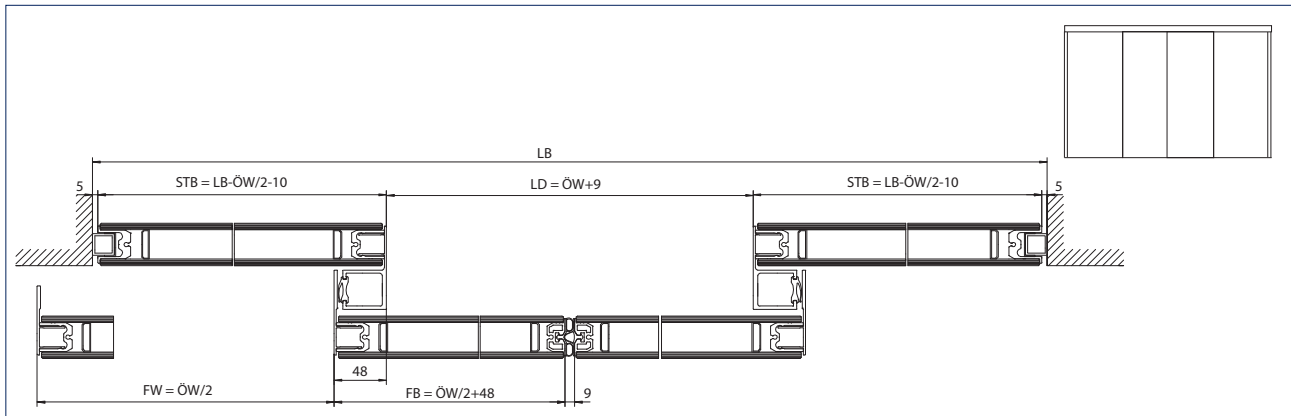 LB
5
STB = LB-ÖW/2-10
LD = ÖW+9
STB = LB-ÖW/2-10
5
48
FW = ÖW/2
FB = ÖW/2+48
9